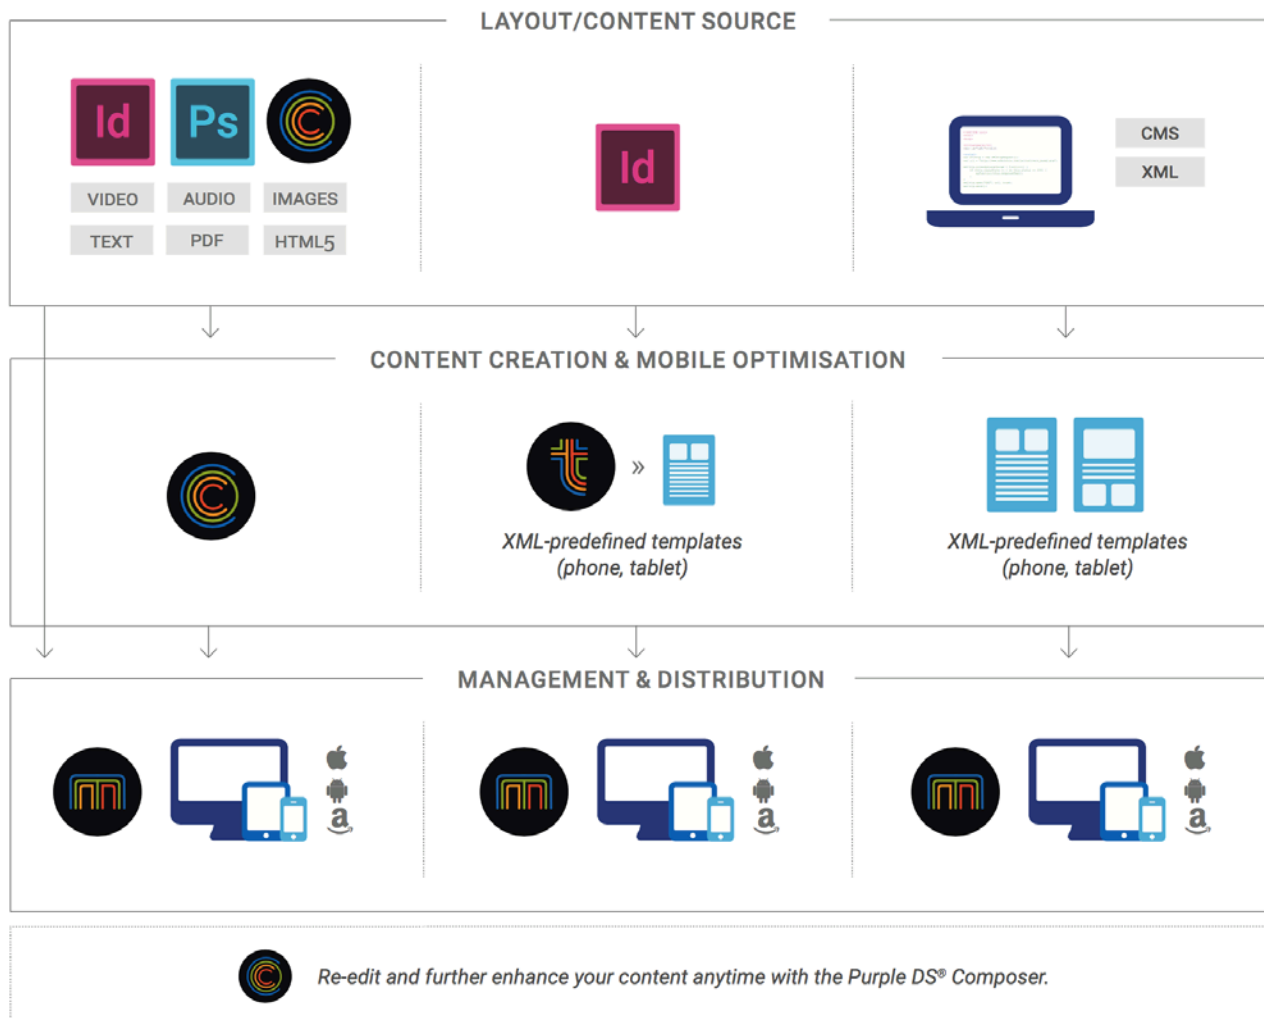 LAYOUT/CONTENT SOURCE
Id
Ps
C
VIDEO
AUDIO
IMAGES
TEXT
PDF
HTML5
Id
CMS
XML
CONTENT CREATION & MOBILE OPTIMISATION
C
t
»
XML-predefined templates
(phone, tablet)
XML-predefined templates
(phone, tablet)
MANAGEMENT & DISTRIBUTION
m
a
m
a
m
a
C
Re-edit and further enhance your content anytime with the Purple DS® Composer.